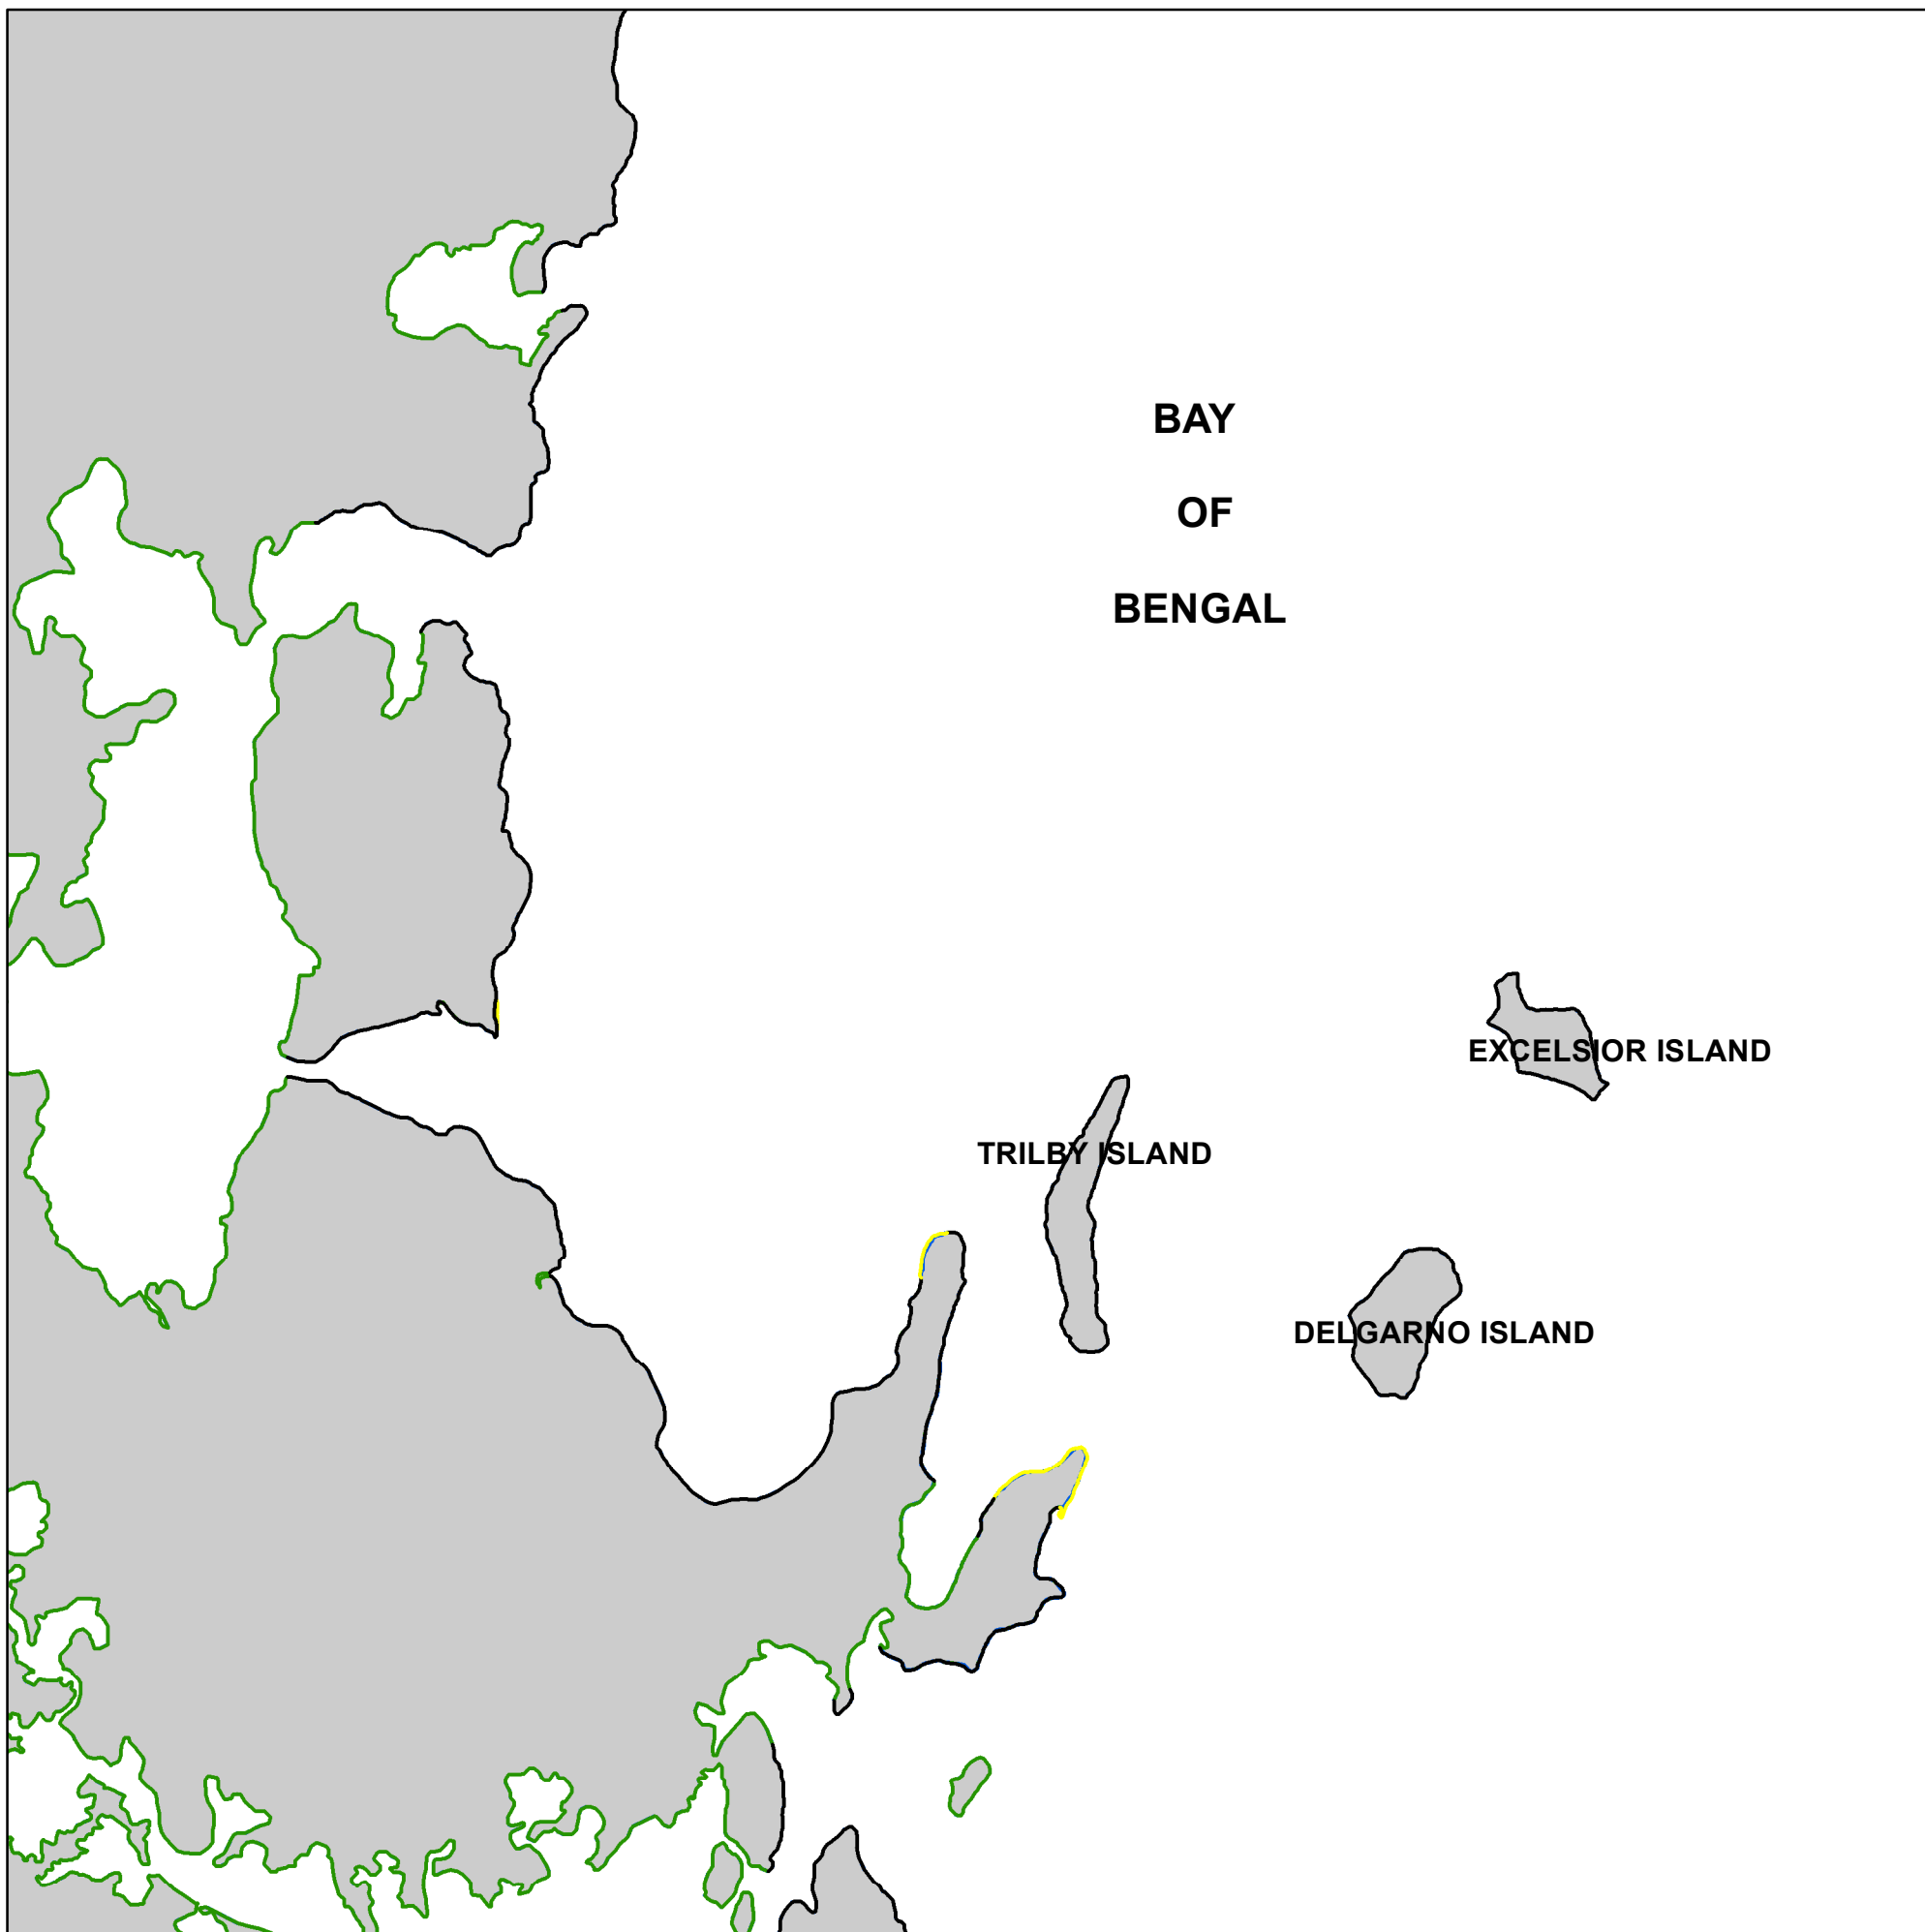 BAY
OF
BENGAL
EXCELSIOR ISLAND
TRILBY ISLAND
DELGARNO ISLAND